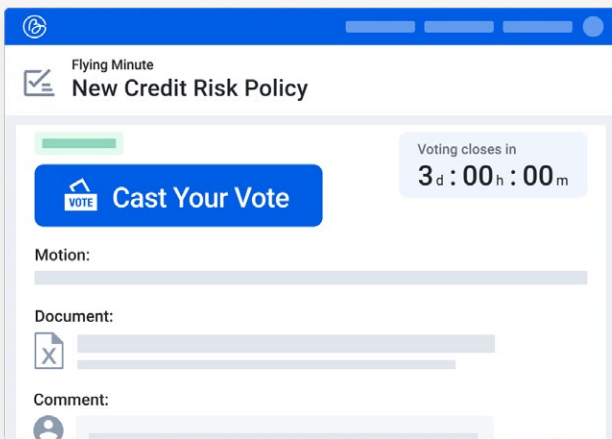 Flying Minute
New Credit Risk Policy
Voting closes in
3d:00h:00m
VOTE
Cast Your Vote
Motion:
Document:
X
Comment: